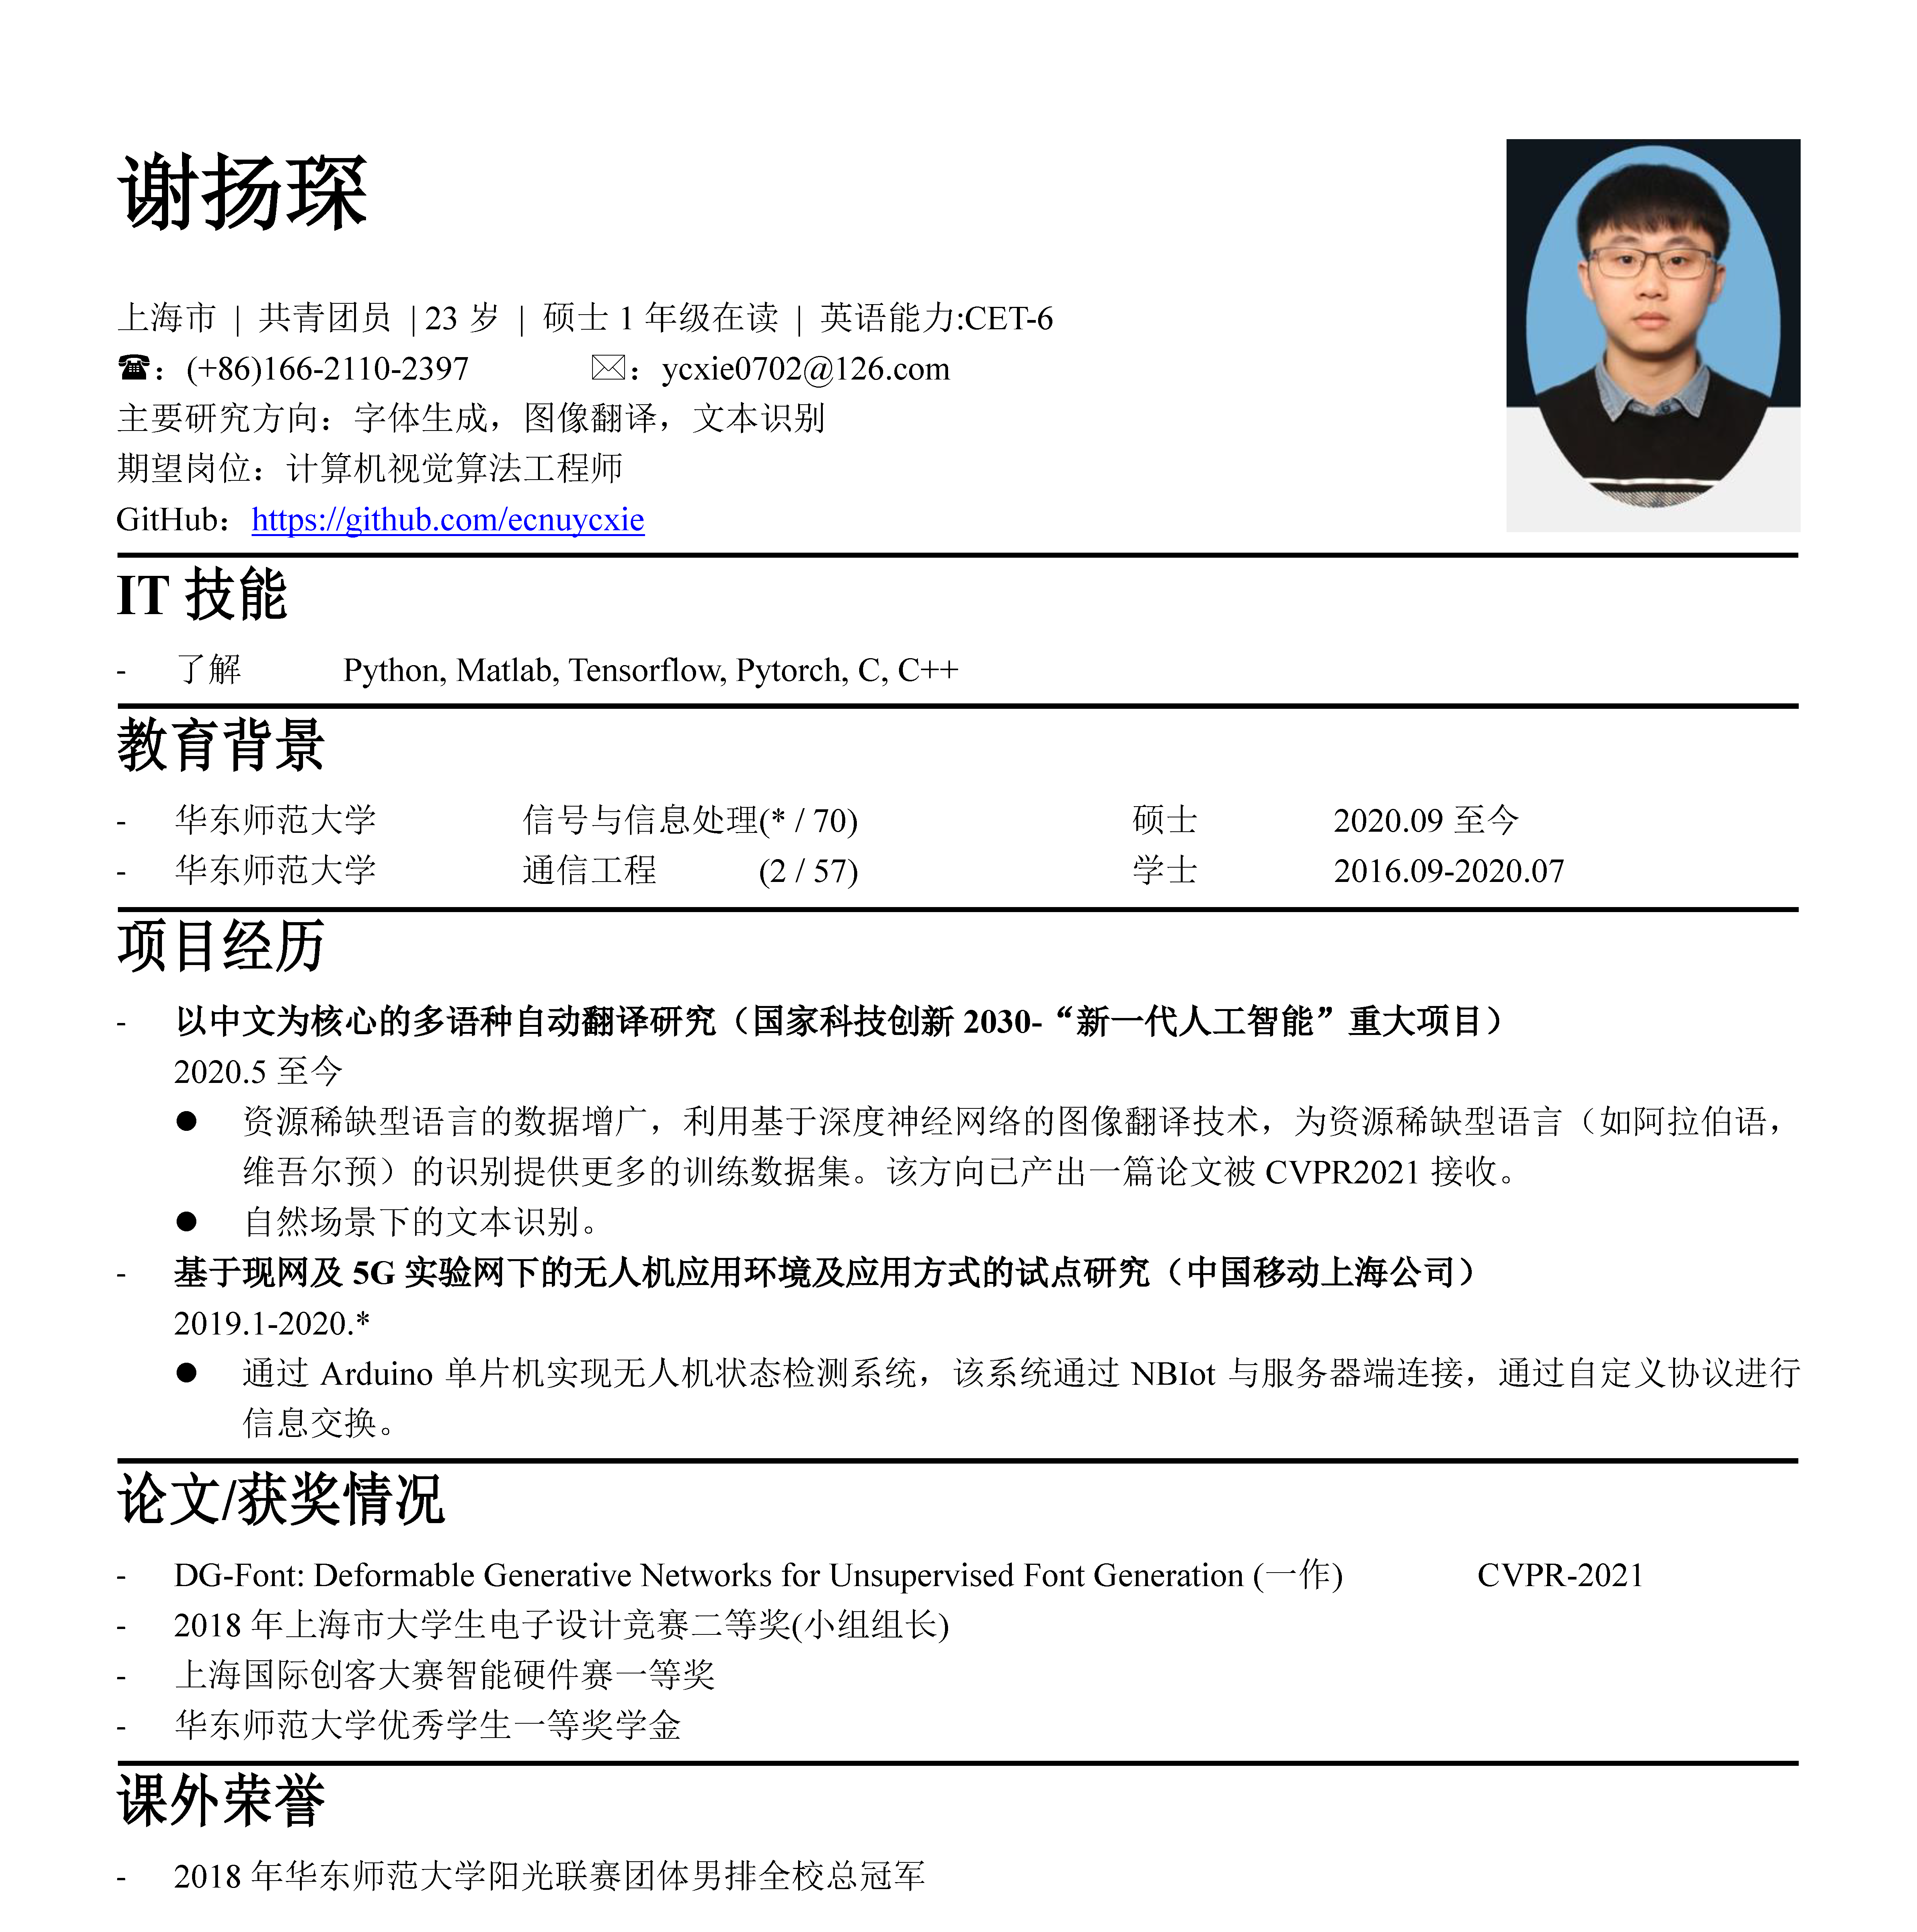 谢扬琛
上海市 | 共青团员 | 23 岁 | 硕士 1 年级在读 | 英语能力:CET-6
☎：(+86)166-2110-2397 ✉：ycxie0702@126.com
主要研究方向：字体生成，图像翻译，文本识别
期望岗位：计算机视觉算法工程师
GitHub：https://github.com/ecnuycxie
IT 技能
- 了解 Python, Matlab, Tensorflow, Pytorch, C, C++
教育背景
- 华东师范大学 信号与信息处理(* / 70) 硕士 2020.09 至今
- 华东师范大学 通信工程 (2 / 57) 学士 2016.09-2020.07
项目经历
- 以中文为核心的多语种自动翻译研究（国家科技创新 2030-“新一代人工智能”重大项目）
2020.5 至今
● 资源稀缺型语言的数据增广，利用基于深度神经网络的图像翻译技术，为资源稀缺型语言（如阿拉伯语，
维吾尔预）的识别提供更多的训练数据集。该方向已产出一篇论文被 CVPR2021 接收。
● 自然场景下的文本识别。
- 基于现网及 5G 实验网下的无人机应用环境及应用方式的试点研究（中国移动上海公司）
2019.1-2020.*
● 通过 Arduino 单片机实现无人机状态检测系统，该系统通过 NBIot 与服务器端连接，通过自定义协议进行
信息交换。
论文/获奖情况
- DG-Font: Deformable Generative Networks for Unsupervised Font Generation (一作) CVPR-2021
- 2018 年上海市大学生电子设计竞赛二等奖(小组组长)
- 上海国际创客大赛智能硬件赛一等奖
- 华东师范大学优秀学生一等奖学金
课外荣誉
- 2018 年华东师范大学阳光联赛团体男排全校总冠军